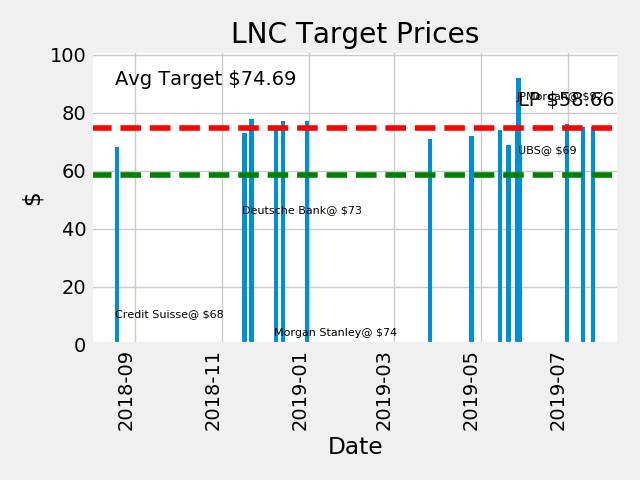 LNC Target Prices
100
Avg Target $74.69
JPMorgan@ $92
LP $58.66
80
UBS@ $69
60
Deutsche Bank@ $73
40
20
Credit Suisse@ $68
Morgan Stanley@ $74
0
$
2018-09
2018-11
2019-01
2019-03
2019-05
2019-07
Date